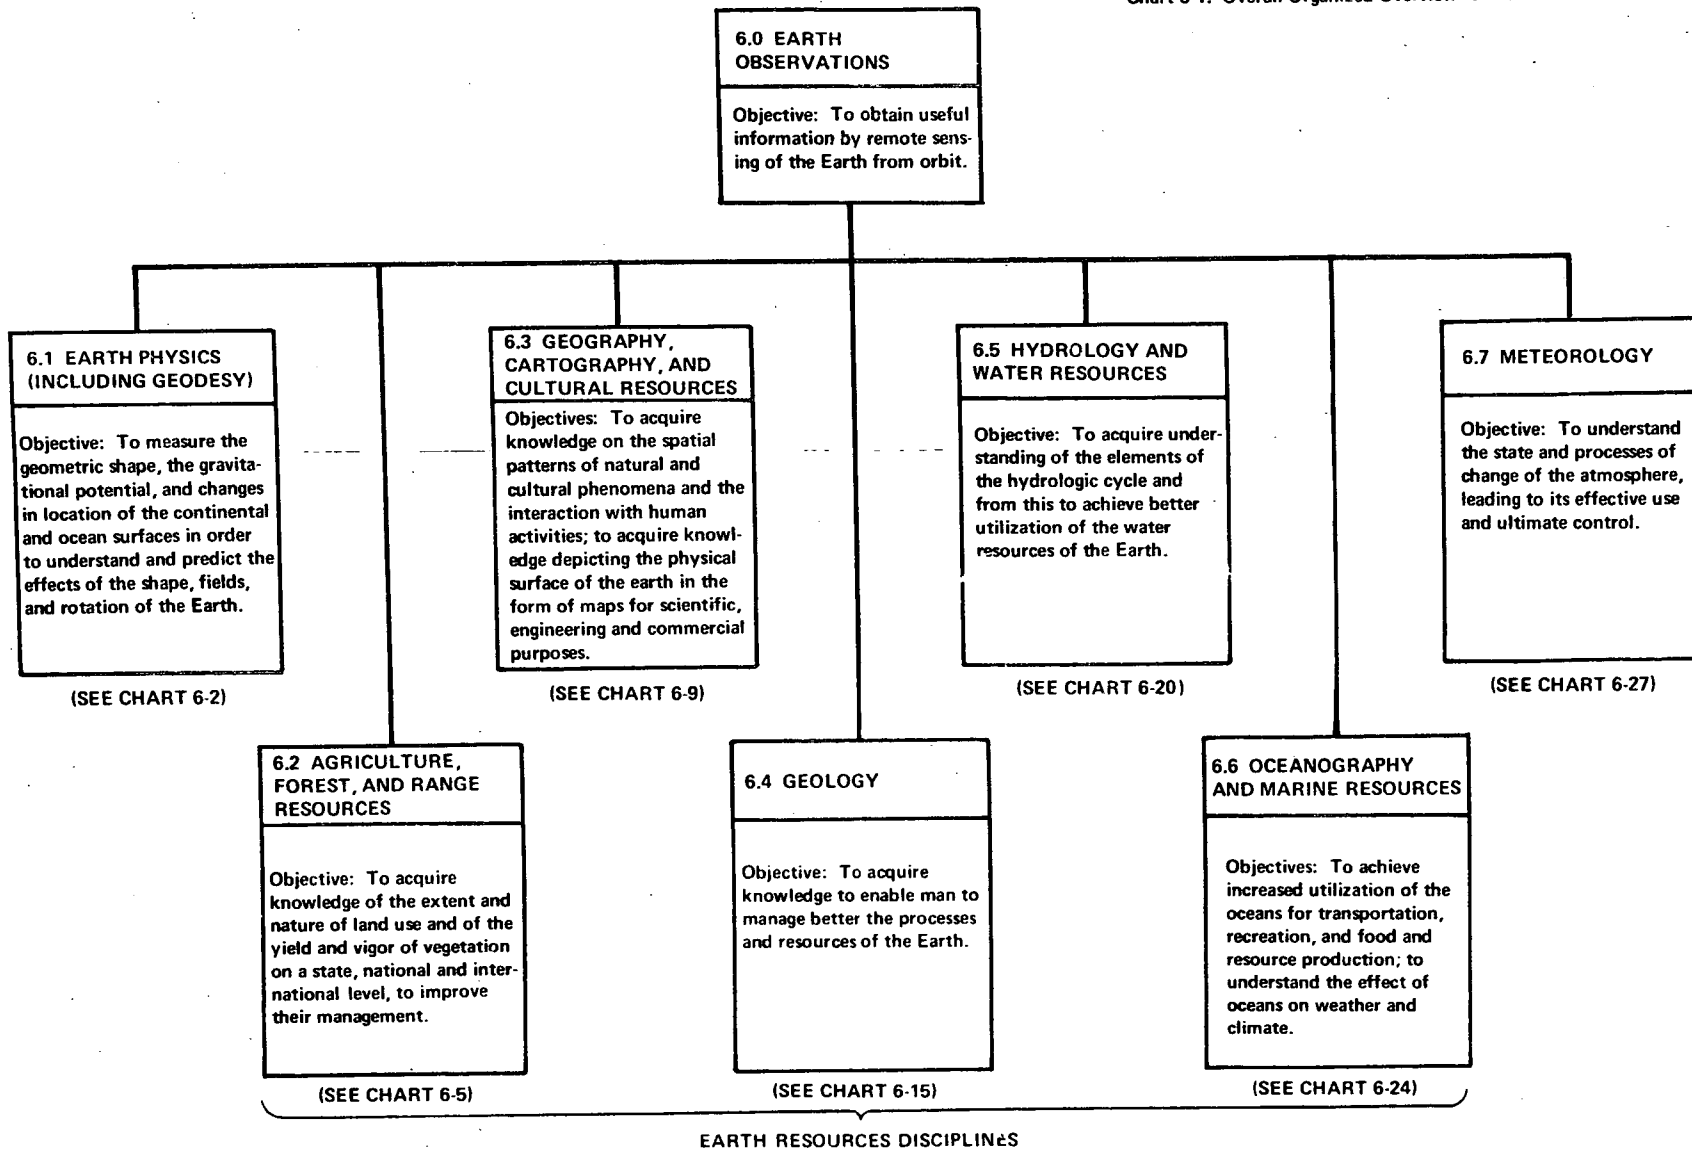 Chart 6-1. Overall Organized Overview
6.0 EARTH
OBSERVATIONS
Objective: To obtain useful
information by remote sens-
ing of the Earth from orbit.
6.1 EARTH PHYSICS
(INCLUDING GEODESY)
Objective: To measure the
geometric shape, the gravita-
tional potential, and changes
in location of the continental
and ocean surfaces in order
to understand and predict the
effects of the shape, fields,
and rotation of the Earth.
(SEE CHART 6-2)
6.3 GEOGRAPHY,
CARTOGRAPHY, AND
CULTURAL RESOURCES
Objectives: To acquire
knowledge on the spatial
patterns of natural and
cultural phenomena and the
interaction with human
activities; to acquire knowl-
edge depicting the physical
surface of the earth in the
form of maps for scientific,
engineering and commercial
purposes.
(SEE CHART 6-9)
6.5 HYDROLOGY AND
WATER RESOURCES
Objective: To acquire under-
standing of the elements of
the hydrologic cycle and
from this to achieve better
utilization of the water
resources of the Earth.
(SEE CHART 6-20)
6.7 METEOROLOGY
Objective: To understand
the state and processes of
change of the atmosphere,
leading to its effective use
and ultimate control.
(SEE CHART 6-27)
6.2 AGRICULTURE,
FOREST, AND RANGE
RESOURCES
Objective: To acquire
knowledge of the extent and
nature of land use and of the
yield and vigor of vegetation
on a state, national and inter-
national level, to improve
their management.
(SEE CHART 6-5)
6.4 GEOLOGY
Objective: To acquire
knowledge to enable man to
manage better the processes
and resources of the Earth.
(SEE CHART 6-15)
6.6 OCEANOGRAPHY
AND MARINE RESOURCES
Objectives: To achieve
increased utilization of the
oceans for transportation,
recreation, and food and
resource production; to
understand the effect of
oceans on weather and
climate.
(SEE CHART 6-24)
EARTH RESOURCES DISCIPLINES